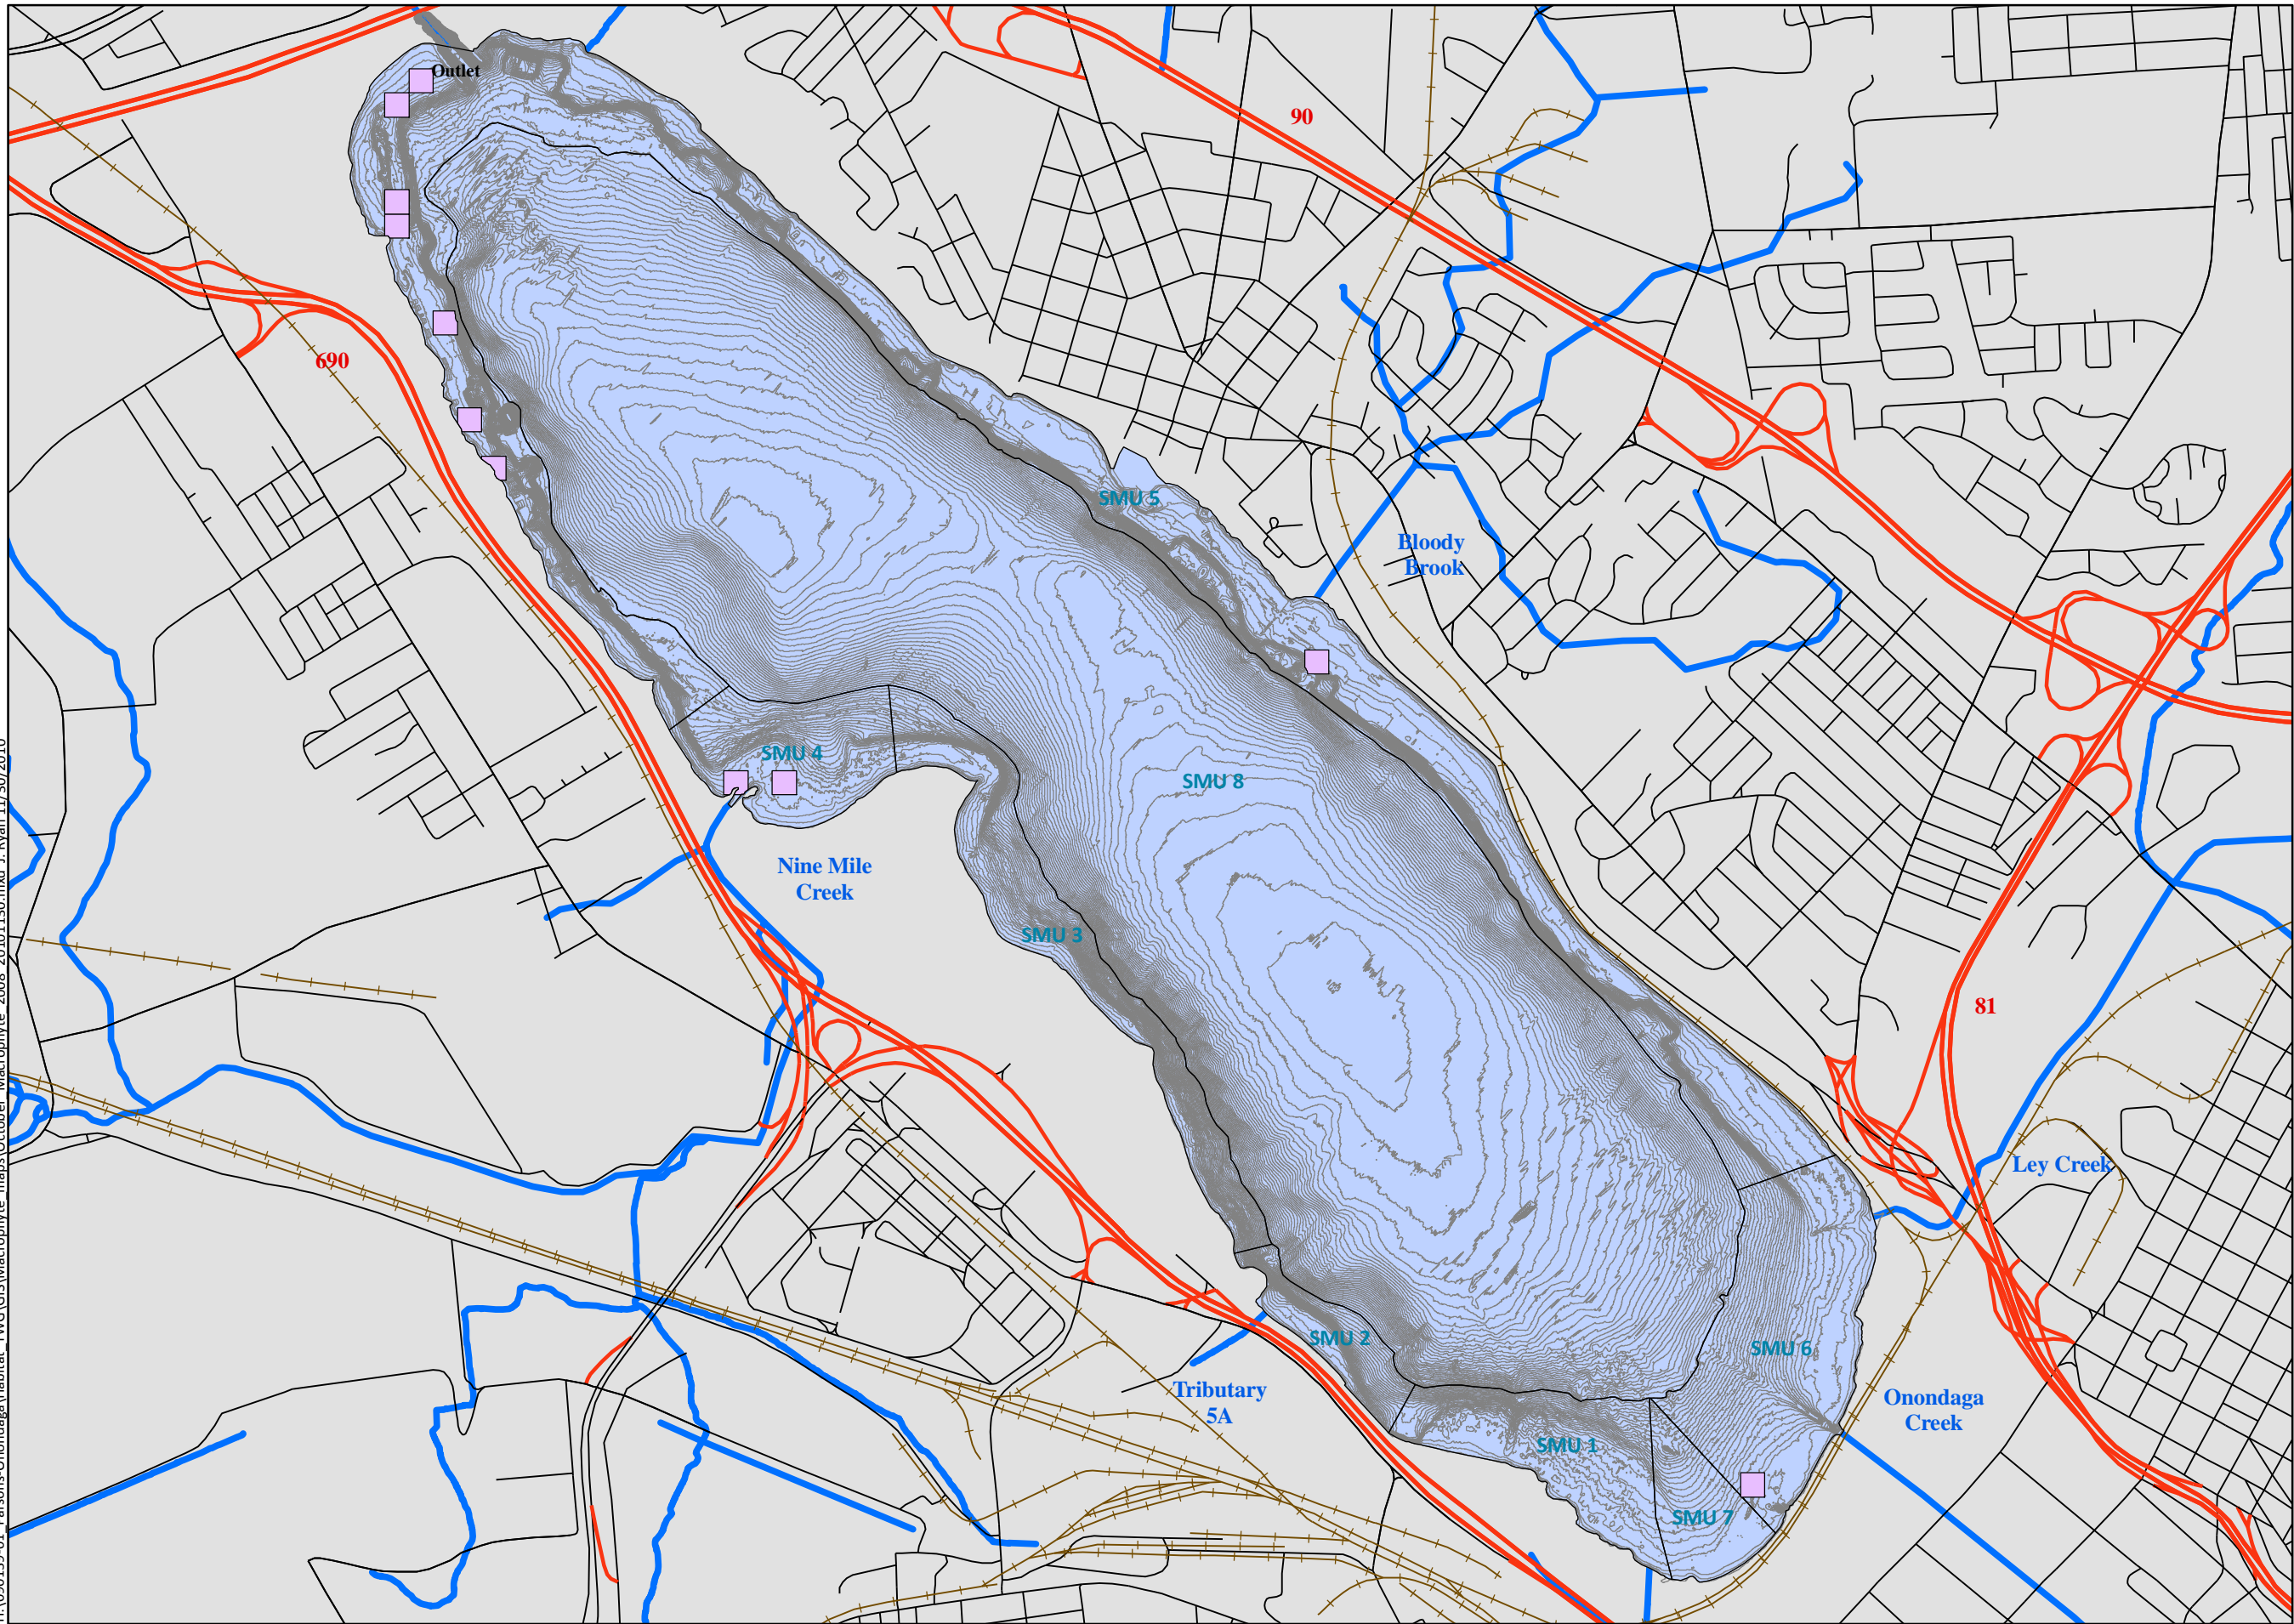 Outlet
90
690
SMU 5
Bloody
Brook
SMU 4
SMU 8
Nine Mile
Creek
SMU 3
81
Ley Creek
SMU 2
SMU 6
Tributary
5A
Onondaga
Creek
SMU 1
SMU 7